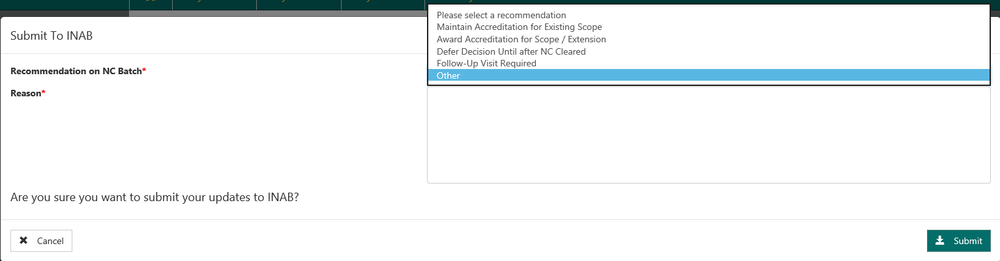 Submit To INAB
Please select a recommendation
Maintain Accreditation for Existing Scope
Award Accreditation for Scope / Extension
Defer Decision Until after NC Cleared
Follow-Up Visit Required
Other
Recommendation on NC Batch*
Reason*
Are you sure you want to submit your updates to INAB?
Cancel
Submit